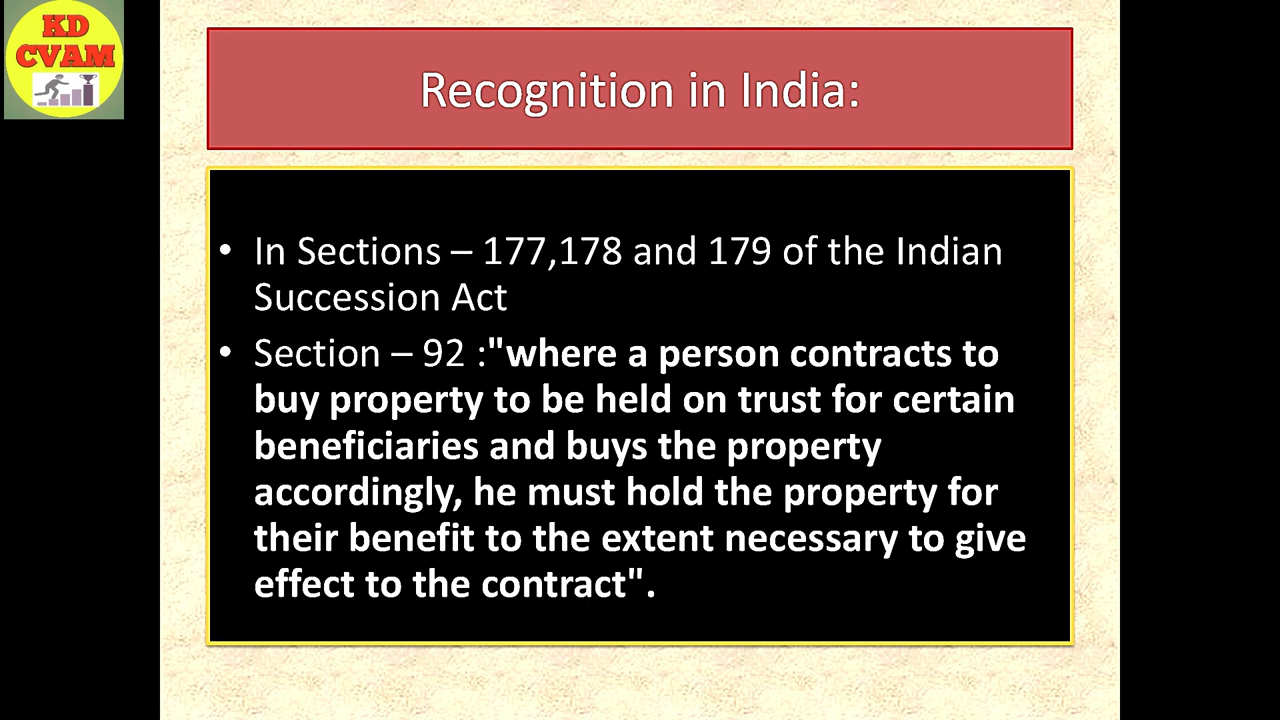 KD
CVAM
Recognition in India:
• In Sections – 177,178 and 179 of the Indian
Succession Act
• Section – 92 :"where a person contracts to
buy property to be held on trust for certain
beneficiaries and buys the property
accordingly, he must hold the property for
their benefit to the extent necessary to give
effect to the contract".